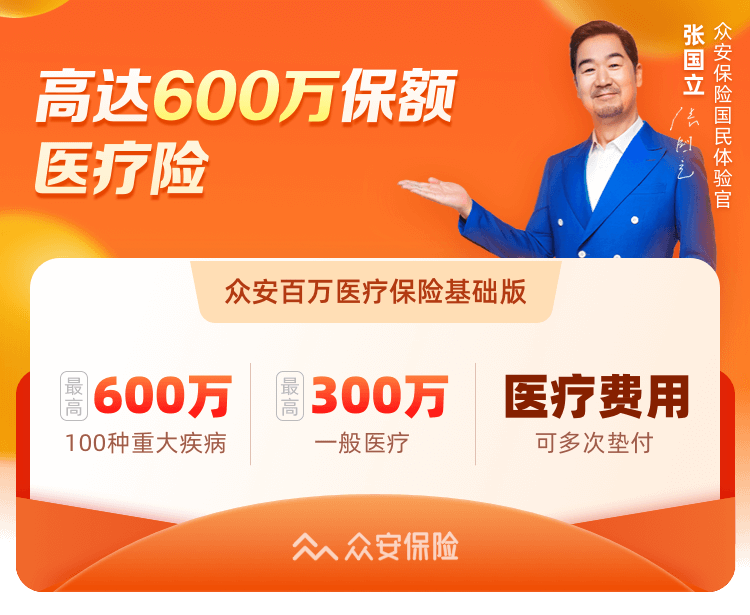 高达600万保额
医疗险
众安保险国民体验官
张国立
张国立
众安百万医疗保险基础版
最高
600万
100种重大疾病
最高
300万
一般医疗
医疗费用
可多次垫付
众安保险